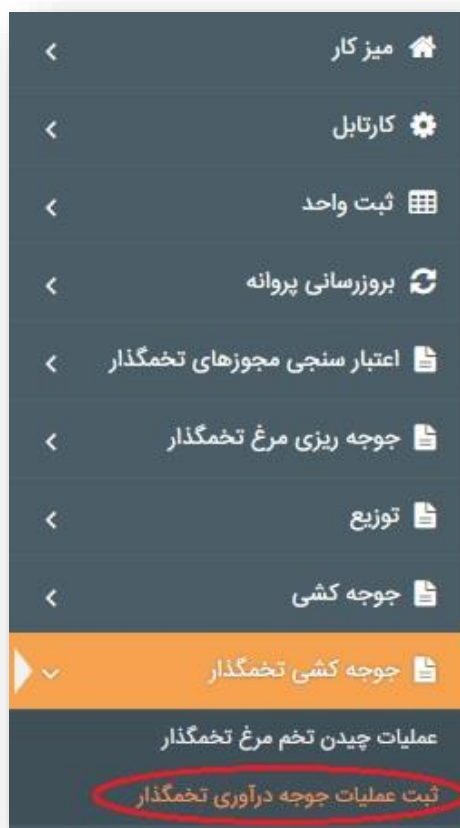 میز کار
کارتابل
ثبت واحد
بروزرسانی پروانه
اعتبار سنجی مجوزهای تخمگذار
جوجه ریزی مرغ تخمگذار
توزیع
جوجه کشی
جوجه کشی تخمگذار
عملیات چیدن تخم مرغ تخمگذار
ثبت عملیات جوجه درآوری تخمگذار